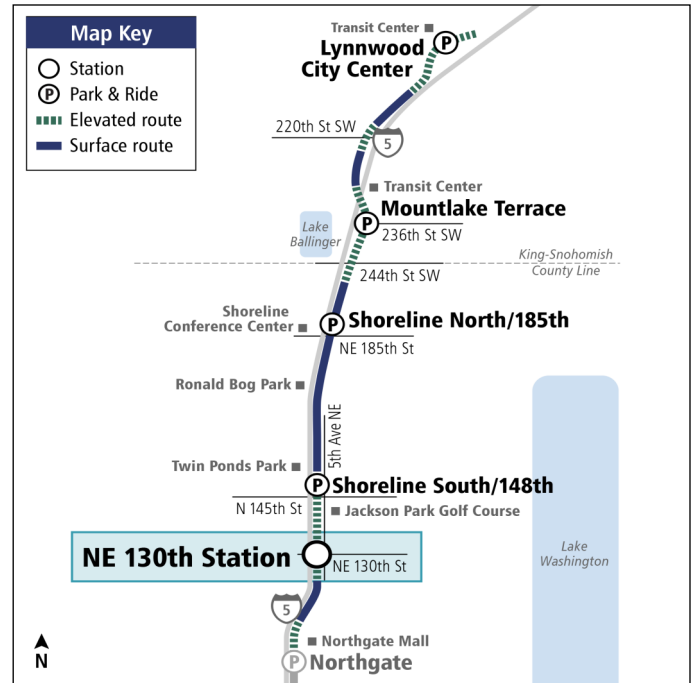 Map Key
Station
P Park & Ride
Elevated route
Surface route
Transit Center
Lynnwood
City Center
P
220th St SW
5
Transit Center
Mountlake Terrace
P
236th St SW
Lake
Ballinger
King-Snohomish
County Line
244th St SW
Shoreline
Conference Center
P
Shoreline North/185th
NE 185th St
Ronald Bog Park
5th Ave NE
Twin Ponds Park
P
Shoreline South/148th
N 145th St
Jackson Park Golf Course
NE 130th Station
NE 130th St
Lake
Washington
5
N
Northgate Mall
P
Northgate